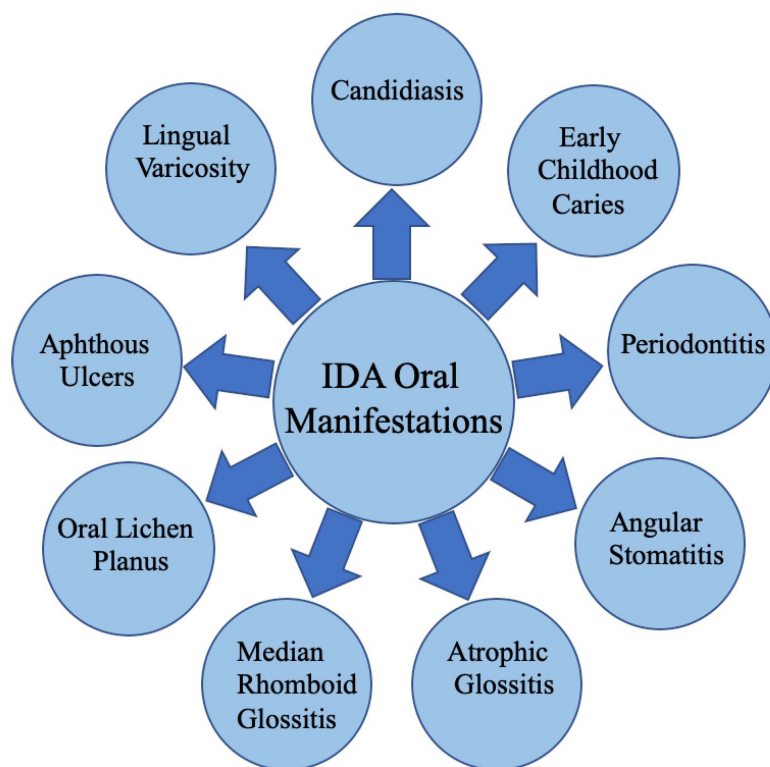 Candidiasis
Early
Childhood
Caries
Periodontitis
Angular
Stomatitis
Atrophic
Glossitis
Median
Rhomboid
Glossitis
Oral Lichen
Planus
Aphthous
Ulcers
Lingual
Varicosity
IDA Oral
Manifestations